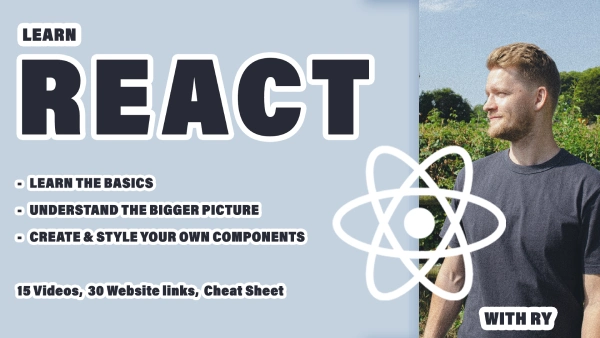 LEARN
REACT
- LEARN THE BASICS
- UNDERSTAND THE BIGGER PICTURE
- CREATE & STYLE YOUR OWN COMPONENTS
15 Videos, 30 Website links, Cheat Sheet
WITH RY